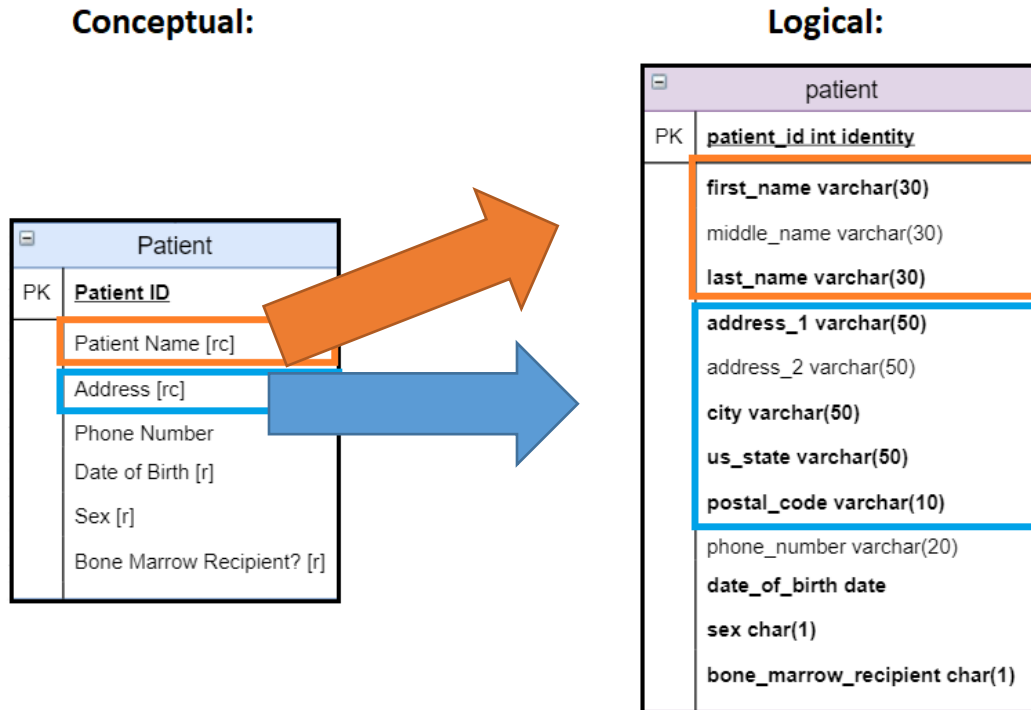 Conceptual:
Patient
PK Patient ID
Patient Name [rc]
Address [rc]
Phone Number
Date of Birth [r]
Sex [r]
Bone Marrow Recipient? [r]
Logical:
patient
PK patient_id int identity
first_name varchar(30)
middle_name varchar(30)
last_name varchar(30)
address_1 varchar(50)
address_2 varchar(50)
city varchar(50)
us_state varchar(50)
postal_code varchar(10)
phone_number varchar(20)
date_of_birth date
sex char(1)
bone_marrow_recipient char(1)